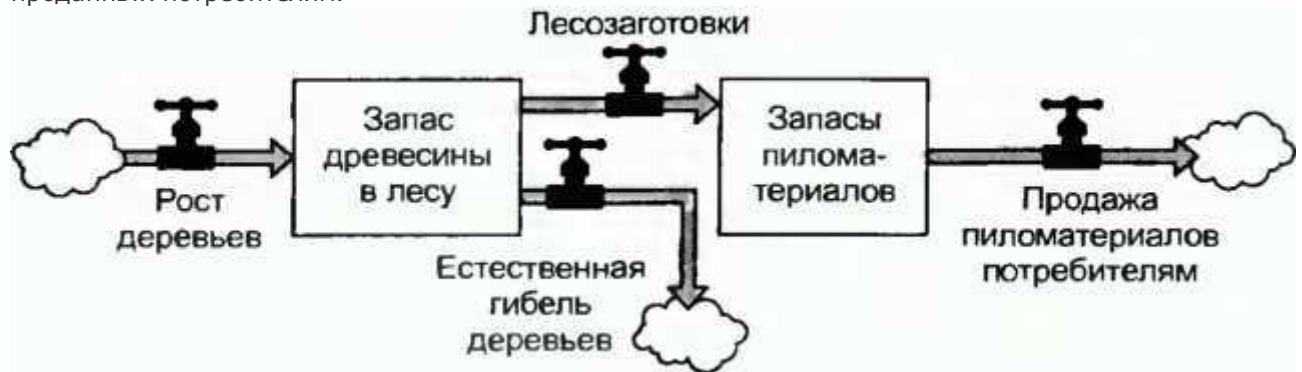 Лесозаготовки
Запас
древесины
в лесу
Запасы
пилома-
териалов
Рост
деревьев
Естественная
гибель
деревьев
Продажа
пиломатериалов
потребителям